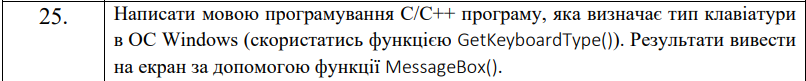 25. Написати мовою програмування С/С++ програму, яка визначає тип клавіатури
в ОС Windows (скористатись функцією GetKeyboardType()). Результати вивести
на екран за допомогою функції MessageBox().